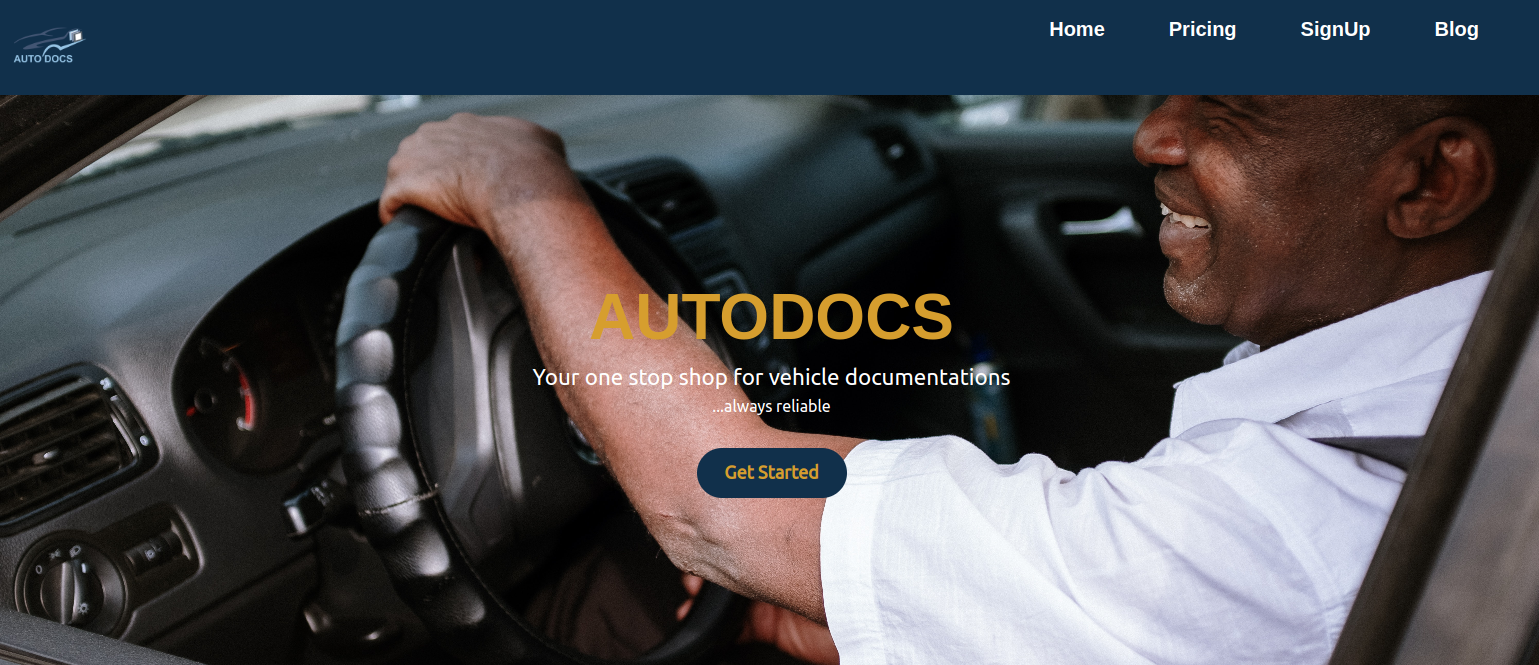 AUTO DOCS
Home Pricing SignUp Blog
AUTODOCS
Your one stop shop for vehicle documentations
...always reliable
Get Started